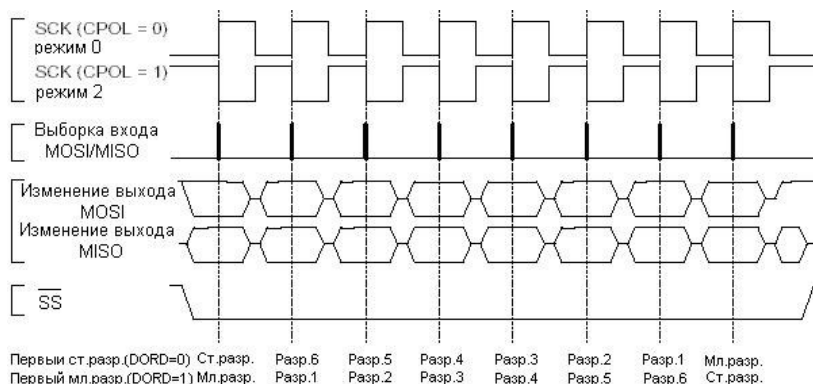 SCK (CPOL = 0)
режим 0
SCK (CPOL = 1)
режим 2
Выборка входа
MOSI/MISO
Изменение выхода
MOSI
Изменение выхода
MISO
SS
Первый ст.разр.(DORD=0) Ст.разр. Разр.6 Разр.5 Разр.4 Разр.3 Разр.2 Разр.1 Мл.разр.
Первый мл.разр.(DORD=1) Мл.разр. Разр.1 Разр.2 Разр.3 Разр.4 Разр.5 Разр.6 Ст.разр.